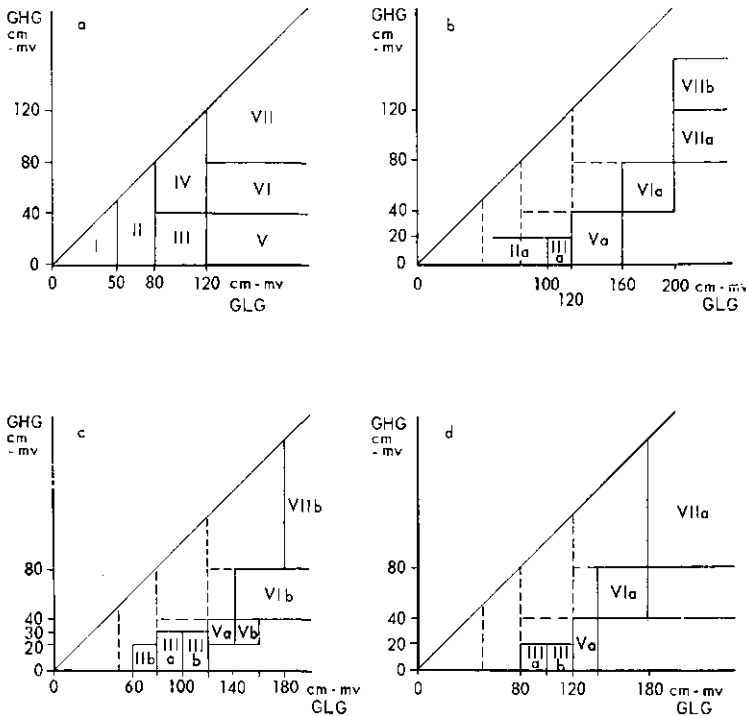 GHG
cm
-mv
a
120
80
40
0
VII
IV
VI
II
III
V
I
0
50
80
120
cm-mv
GLG
GHG
cm
-mv
b
120
80
40
20
0
VIIb
VIIa
VIa
IIa
III
a
Va
0
100
120
160
200
cm-mv
GLG
GHG
cm
-mv
c
80
40
30
20
0
VIIb
VIb
Va
Vb
IIb
III
a
III
b
0
60
80
100
120
140
180
cm-mv
GLG
GHG
cm
-mv
d
80
40
20
0
VIIa
VIa
Va
III
a
III
b
0
80
120
180
cm-mv
GLG